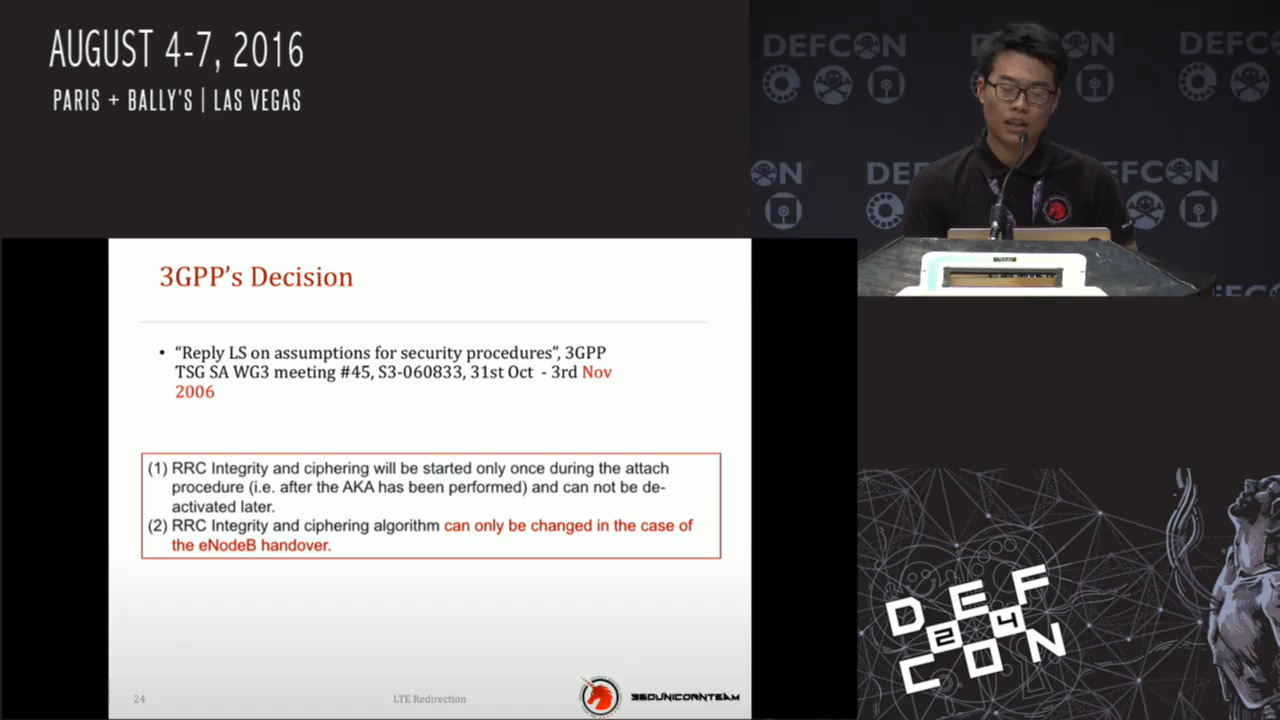 AUGUST 4-7, 2016
PARIS + BALLY'S | LAS VEGAS
DEFCON
DEFC
DE
FCON
DEFC
3GPP's Decision
• “Reply LS on assumptions for security procedures”, 3GPP
TSG SA WG3 meeting #45, S3-060833, 31st Oct - 3rd Nov
2006
(1) RRC Integrity and ciphering will be started only once during the attach
procedure (i.e. after the AKA has been performed) and can not be de-
activated later.
(2) RRC Integrity and ciphering algorithm can only be changed in the case of
the eNodeB handover.
24
LTE Redirection
360UNICORNTEAM
DEF
24
CON